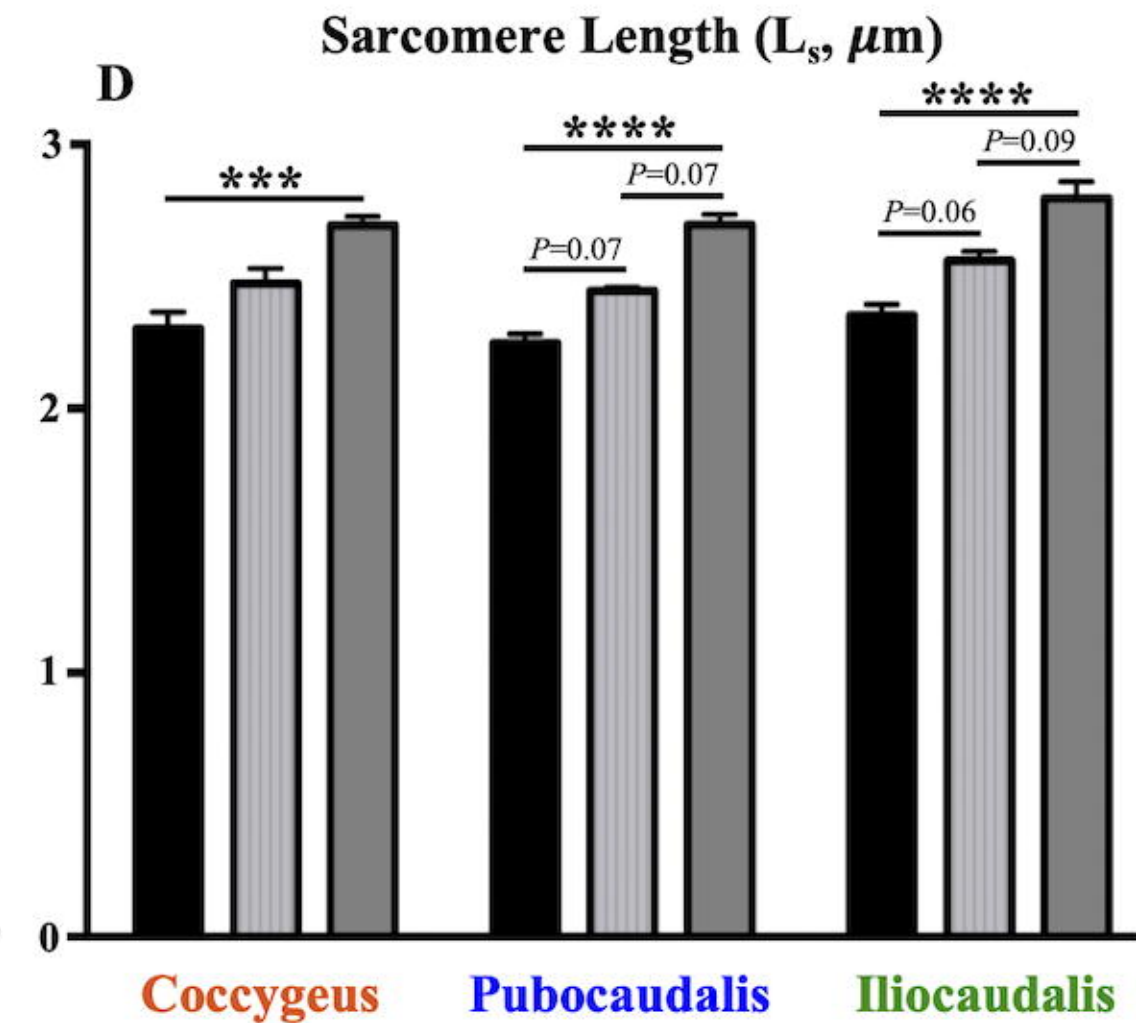 Sarcomere Length (Ls, μm)
D
3
2
1
0
***
****
P=0.07
P=0.07
****
P=0.09
P=0.06
Coccygeus Pubocaudalis Iliocaudalis